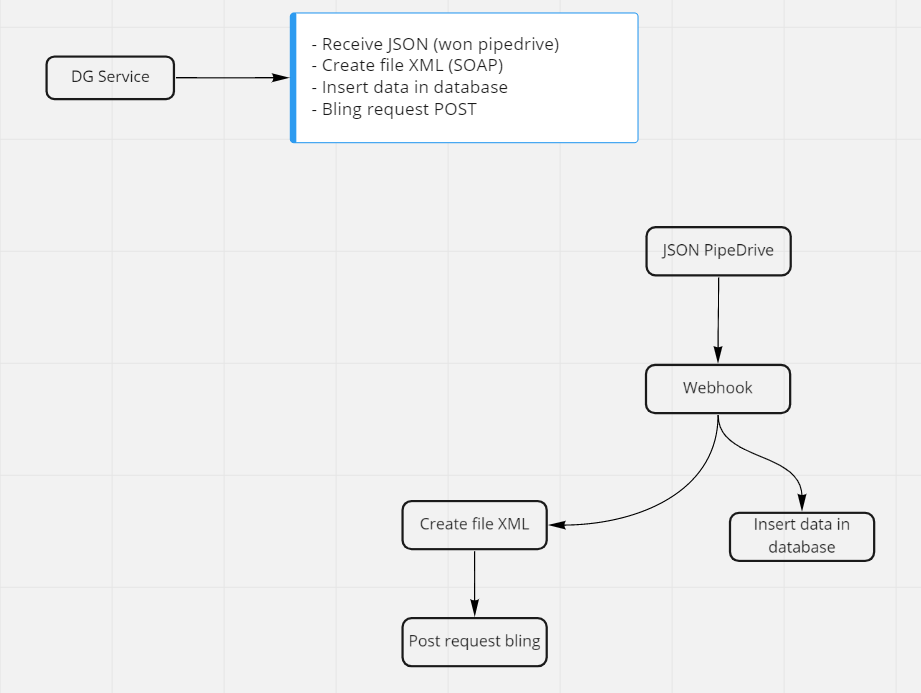 DG Service
- Receive JSON (won pipedrive)
- Create file XML (SOAP)
- Insert data in database
- Bling request POST
JSON PipeDrive
Webhook
Create file XML
Insert data in
database
Post request bling